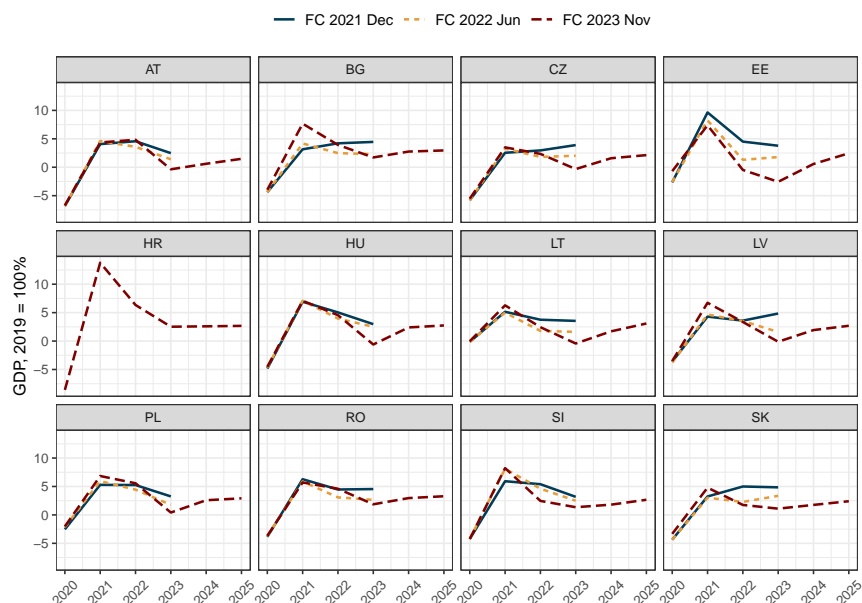 FC 2021 Dec FC 2022 Jun FC 2023 Nov
AT BG CZ EE
10
5
0
−5
HR HU LT LV
10
5
0
−5
GDP, 2019 = 100%
PL RO SI SK
10
5
0
−5
2020 2021 2022 2023 2024 2025 2020 2021 2022 2023 2024 2025 2020 2021 2022 2023 2024 2025 2020 2021 2022 2023 2024 2025